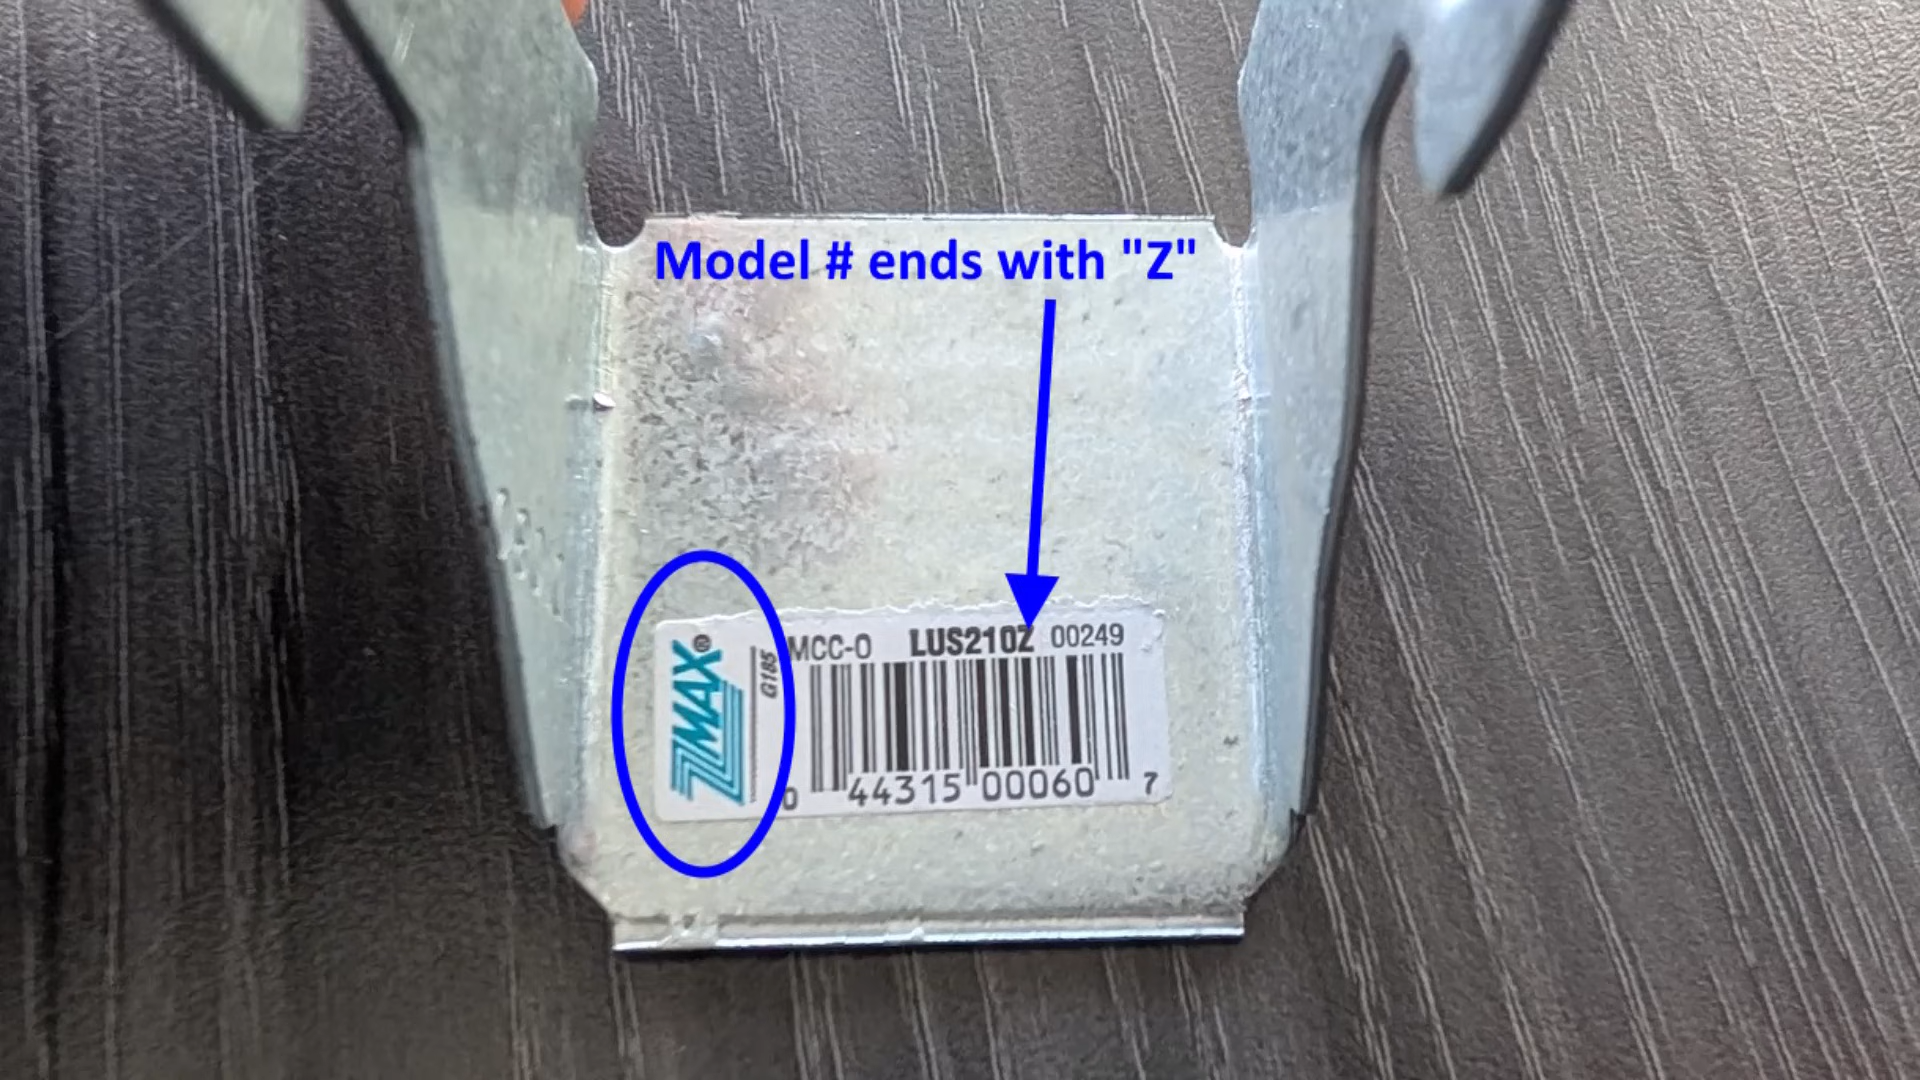 Model # ends with "Z"
MCC-O LUS210Z 00249
ZMAX®
G185
0 44315 00060 7